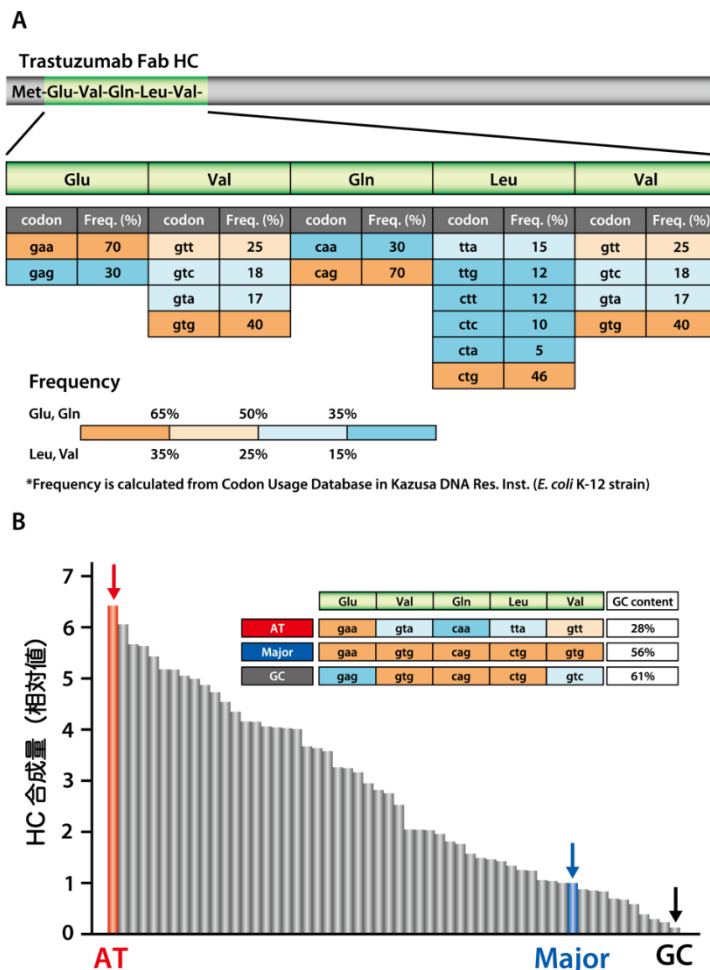 A
Trastuzumab Fab HC
Met-Glu-Val-Gln-Leu-Val-
Glu Val Gln Leu Val
codon Freq. (%) codon Freq. (%) codon Freq. (%) codon Freq. (%) codon Freq. (%)
gaa 70 gtt 25 caa 30 tta 15 gtt 25
gag 30 gtc 18 cag 70 ttg 12 gtc 18
gta 17 ctt 12 gta 17
gtg 40 ctc 10 gtg 40
cta 5
ctg 46
Frequency
Glu, Gln 65% 50% 35%
Leu, Val 35% 25% 15%
*Frequency is calculated from Codon Usage Database in Kazusa DNA Res. Inst. (E. coli K-12 strain)
B
HC 合成量 (相対値)
7
6
5
4
3
2
1
0
Glu Val Gln Leu Val GC content
AT gaa gta caa tta gtt 28%
Major gaa gtg cag ctg gtg 56%
GC gag gtg cag ctg gtc 61%
AT Major GC